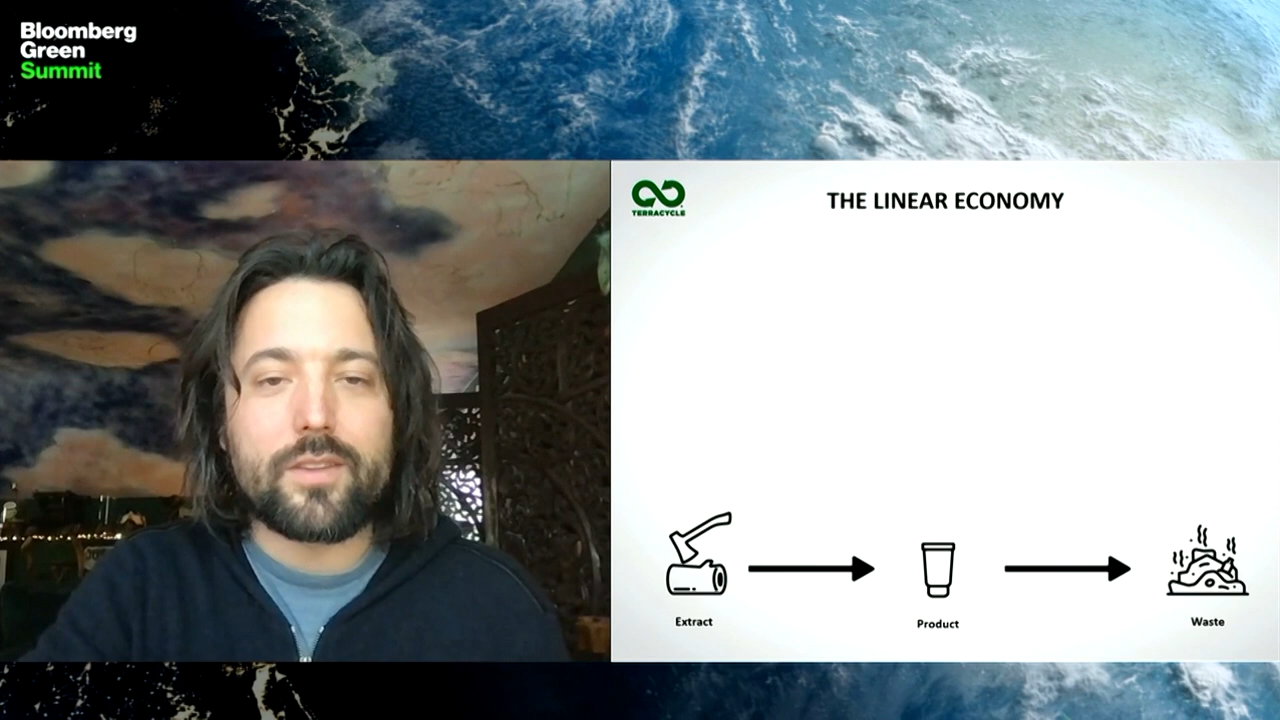 Bloomberg
Green
Summit
TERRACYCLE
THE LINEAR ECONOMY
Extract
Product
Waste